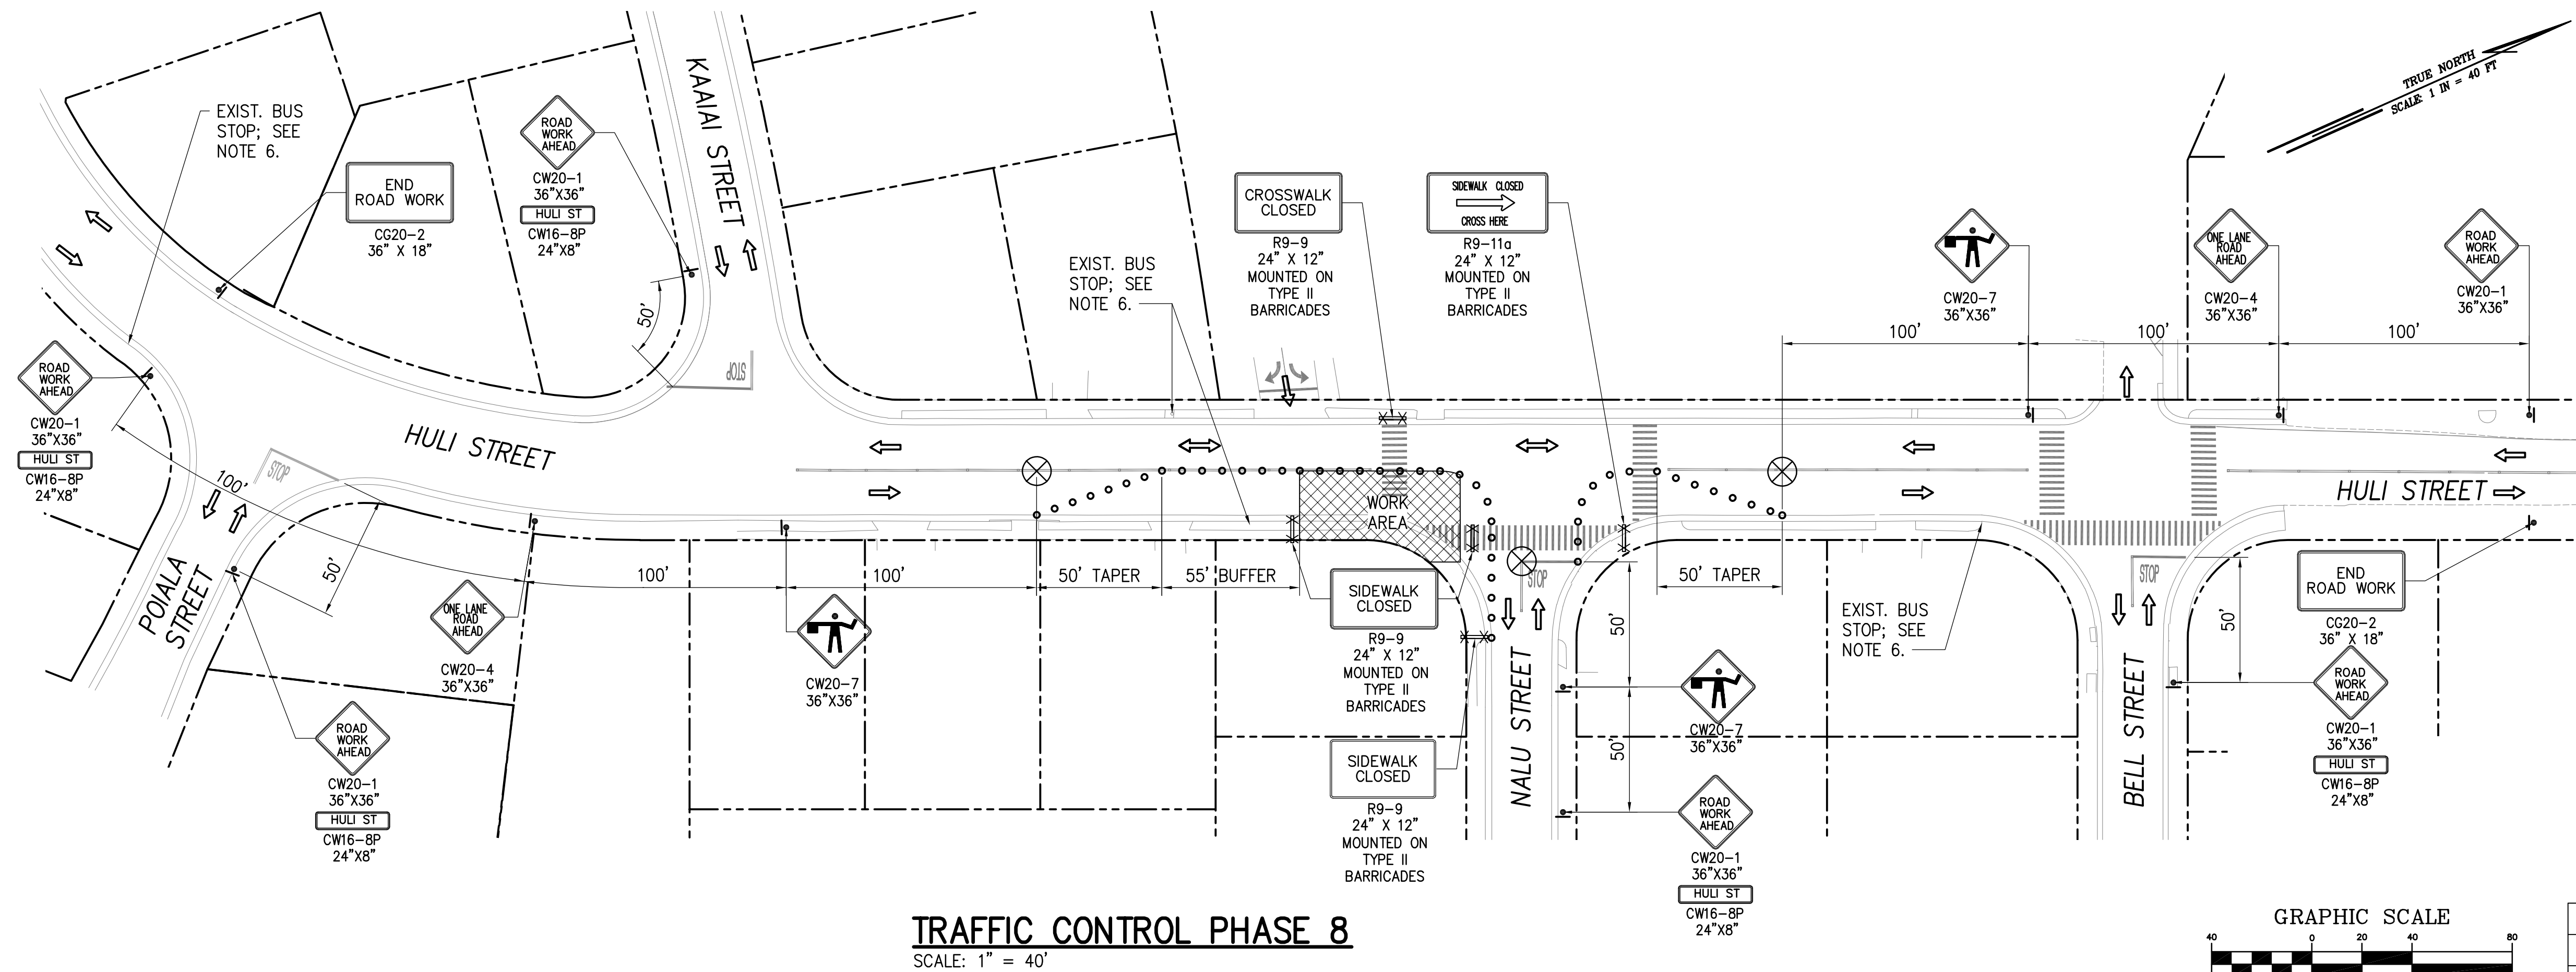 EXIST. BUS
STOP; SEE
NOTE 6.
END
ROAD WORK
CG20-2
36" X 18"
ROAD
WORK
AHEAD
CW20-1
36"X36"
HULI ST
CW16-8P
24"X8"
KAAIAI STREET
50'
STOP
EXIST. BUS
STOP; SEE
NOTE 6.
CROSSWALK
CLOSED
R9-9
24" X 12"
MOUNTED ON
TYPE II
BARRICADES
SIDEWALK CLOSED
CROSS HERE
R9-11a
24" X 12"
MOUNTED ON
TYPE II
BARRICADES
CW20-7
36"X36"
ONE LANE
ROAD
AHEAD
CW20-4
36"X36"
ROAD
WORK
AHEAD
CW20-1
36"X36"
100'
100'
100'
TRUE NORTH
SCALE: 1 IN = 40 FT
ROAD
WORK
AHEAD
CW20-1
36"X36"
HULI ST
CW16-8P
24"X8"
100'
STOP
HULI STREET
POIALA
STREET
50'
ROAD
WORK
AHEAD
CW20-1
36"X36"
HULI ST
CW16-8P
24"X8"
ONE LANE
ROAD
AHEAD
CW20-4
36"X36"
100'
100'
50' TAPER
55' BUFFER
CW20-7
36"X36"
WORK
AREA
SIDEWALK
CLOSED
R9-9
24" X 12"
MOUNTED ON
TYPE II
BARRICADES
SIDEWALK
CLOSED
R9-9
24" X 12"
MOUNTED ON
TYPE II
BARRICADES
STOP
NALU STREET
50' TAPER
50'
50'
CW20-7
36"X36"
ROAD
WORK
AHEAD
CW20-1
36"X36"
HULI ST
CW16-8P
24"X8"
EXIST. BUS
STOP; SEE
NOTE 6.
HULI STREET
STOP
BELL STREET
50'
END
ROAD WORK
CG20-2
36" X 18"
ROAD
WORK
AHEAD
CW20-1
36"X36"
HULI ST
CW16-8P
24"X8"
TRAFFIC CONTROL PHASE 8
SCALE: 1" = 40'
GRAPHIC SCALE
40 0 20 40 80